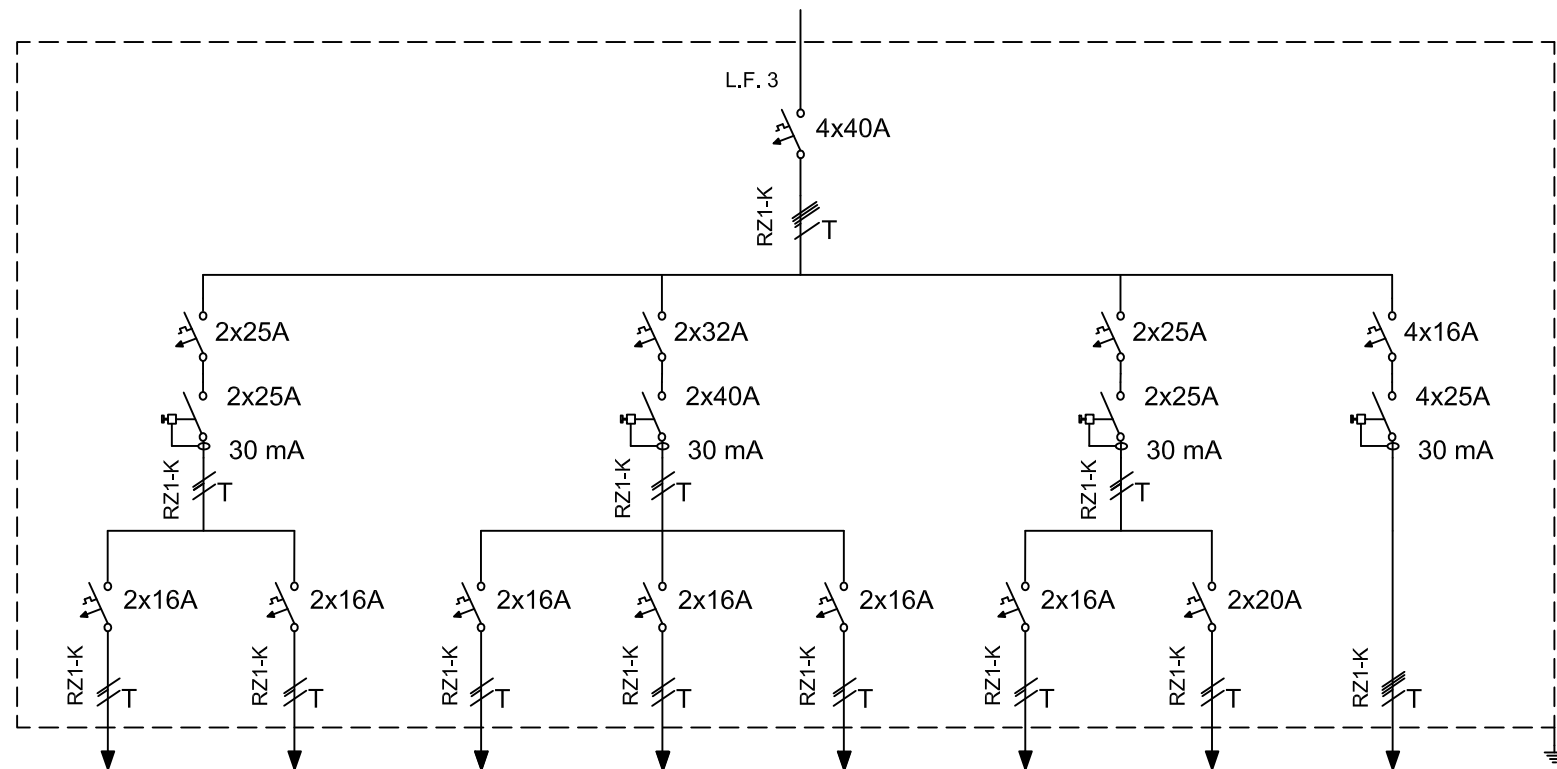 L.F. 3
4x40A
RZ1-K
T
2x25A
2x32A
2x25A
4x16A
2x25A
2x40A
2x25A
4x25A
30 mA
30 mA
30 mA
30 mA
RZ1-K
T
RZ1-K
T
RZ1-K
T
2x16A
2x16A
2x16A
2x16A
2x16A
2x16A
2x20A
RZ1-K
T
RZ1-K
T
RZ1-K
T
RZ1-K
T
RZ1-K
T
RZ1-K
T
RZ1-K
T
RZ1-K
T